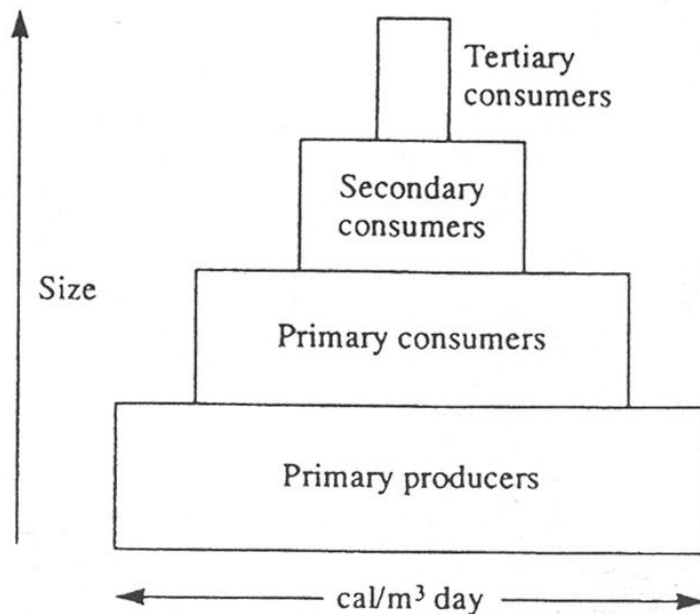 Tertiary
consumers
Secondary
consumers
Size
Primary consumers
Primary producers
cal/m³ day